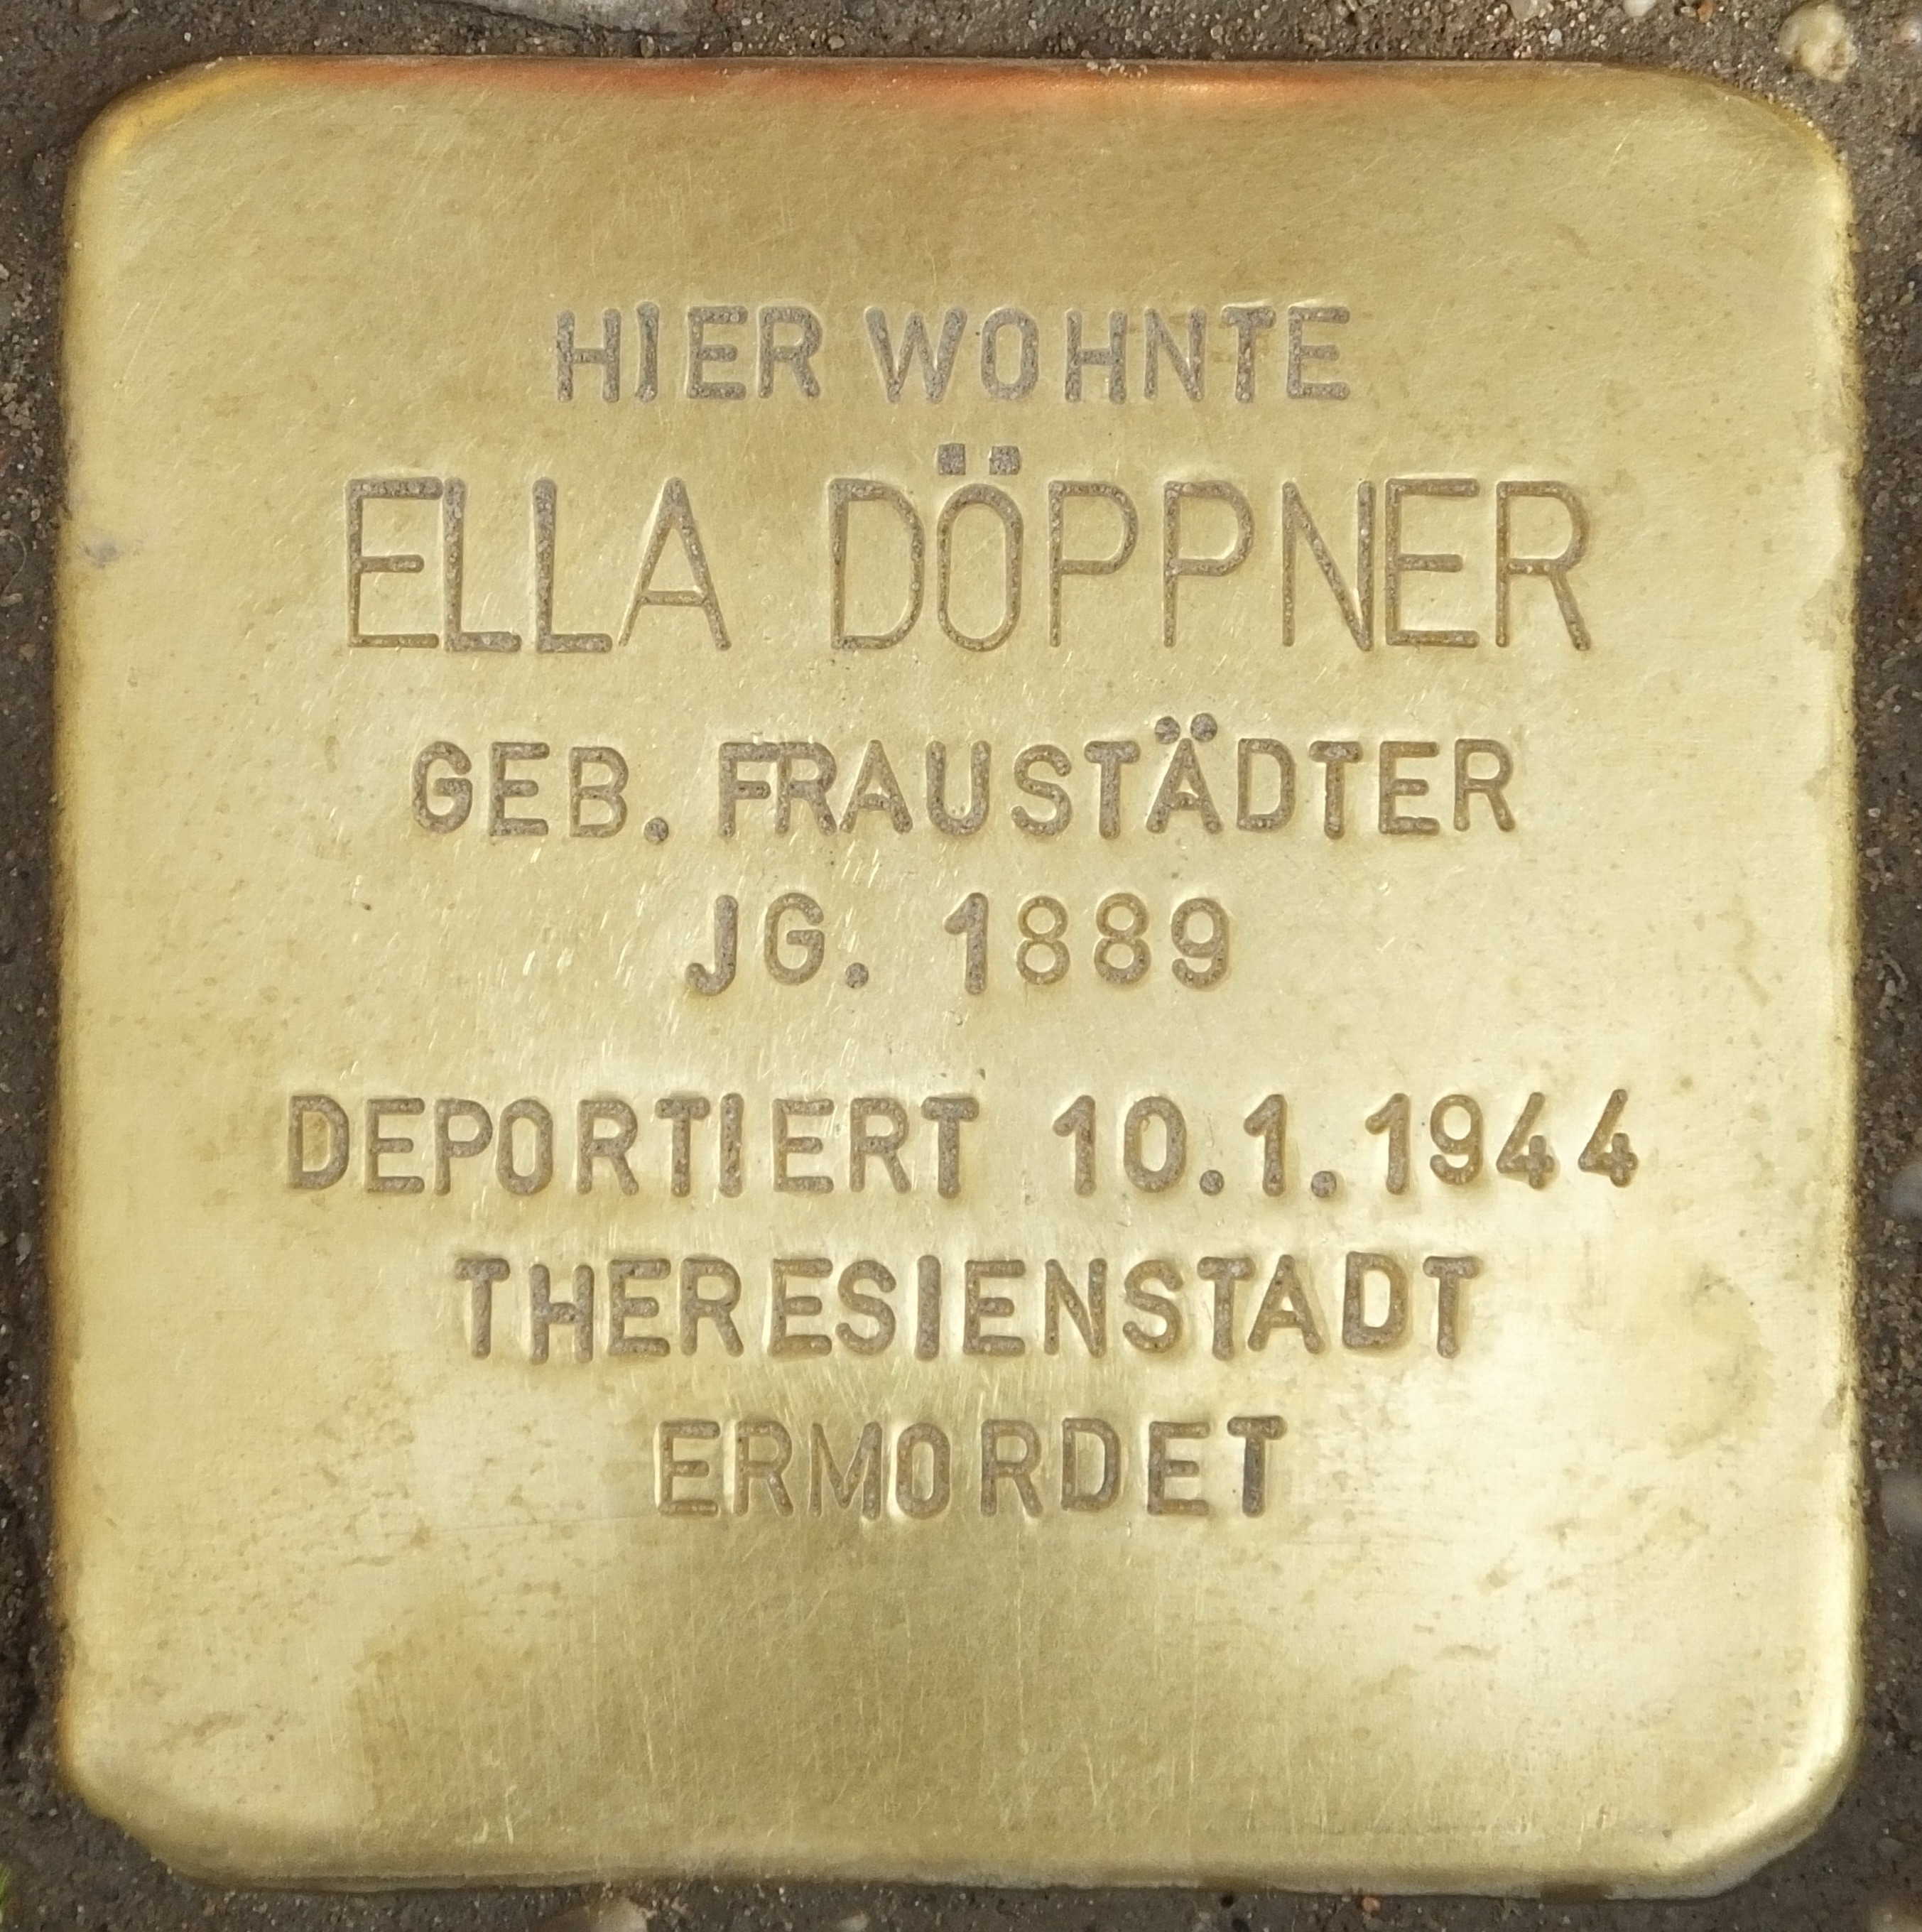 HIER WOHNTE
ELLA DÖPPNER
GEB. FRAUSTÄDTER
JG. 1889
DEPORTIERT 10.1.1944
THERESIENSTADT
ERMORDET